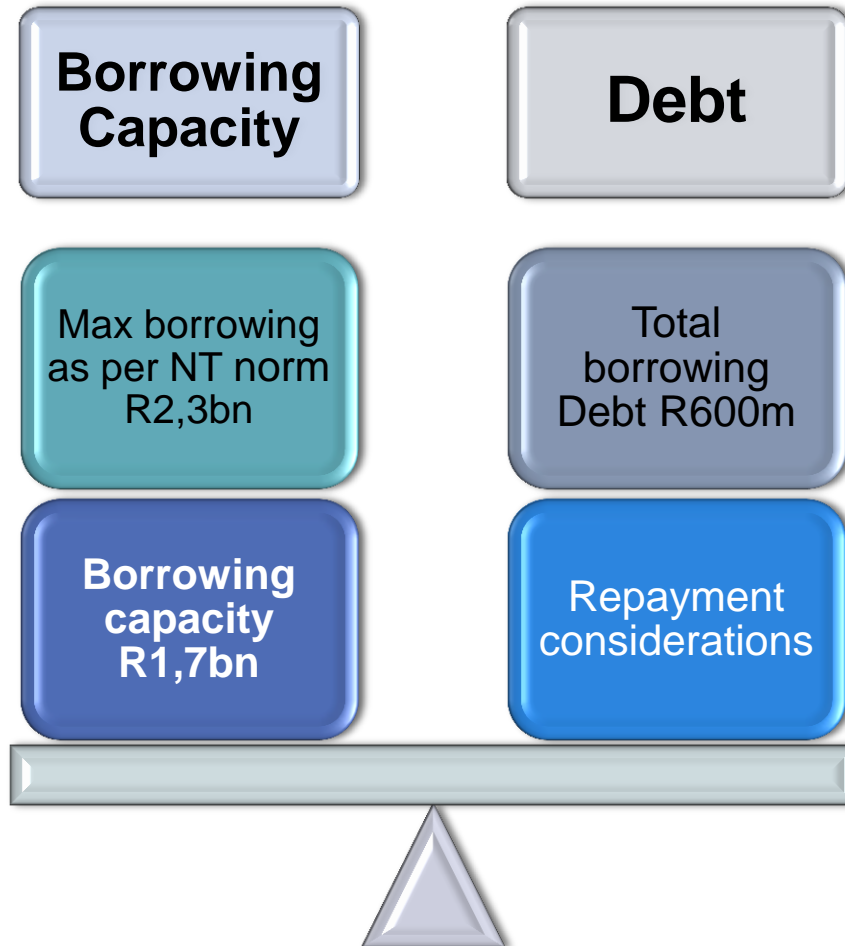 Borrowing
Capacity
Debt
Max borrowing
as per NT norm
R2,3bn
Total
borrowing
Debt R600m
Borrowing
capacity
R1,7bn
Repayment
considerations